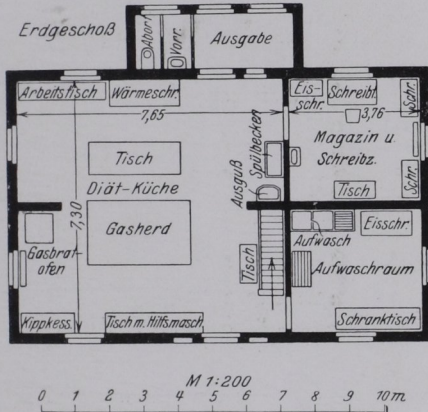 Erdgeschoß
Abort
Vorr.
Ausgabe
Arbeitstisch
Wärmeschr.
Eis-
schr.
Schreibt.
Schr.
7,65
3,76
Magazin u.
Schreibz.
Tisch
Spülbecken
Ausguß
Diät-Küche
Tisch
Schr.
7,30
Gasherd
Gasbrat-
ofen
Tisch
Aufwasch
Eisschr.
Aufwaschraum
Kippkess.
Tisch m. Hilfsmasch.
Schranktisch
M 1:200
0 1 2 3 4 5 6 7 8 9 10 m